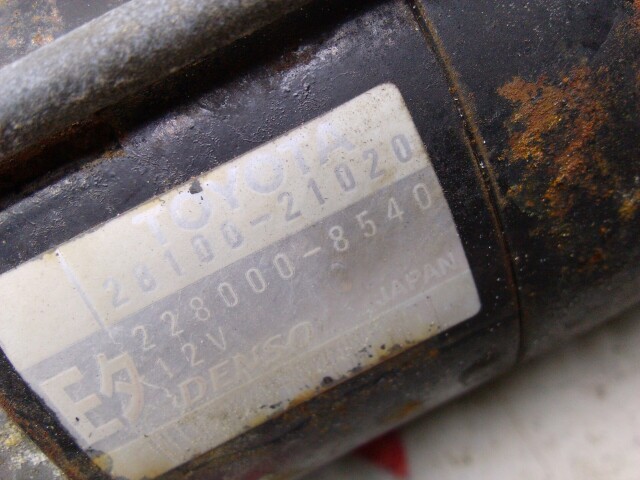 TOYOTA
28100-21020
228000-8540
12V
DENSO JAPAN